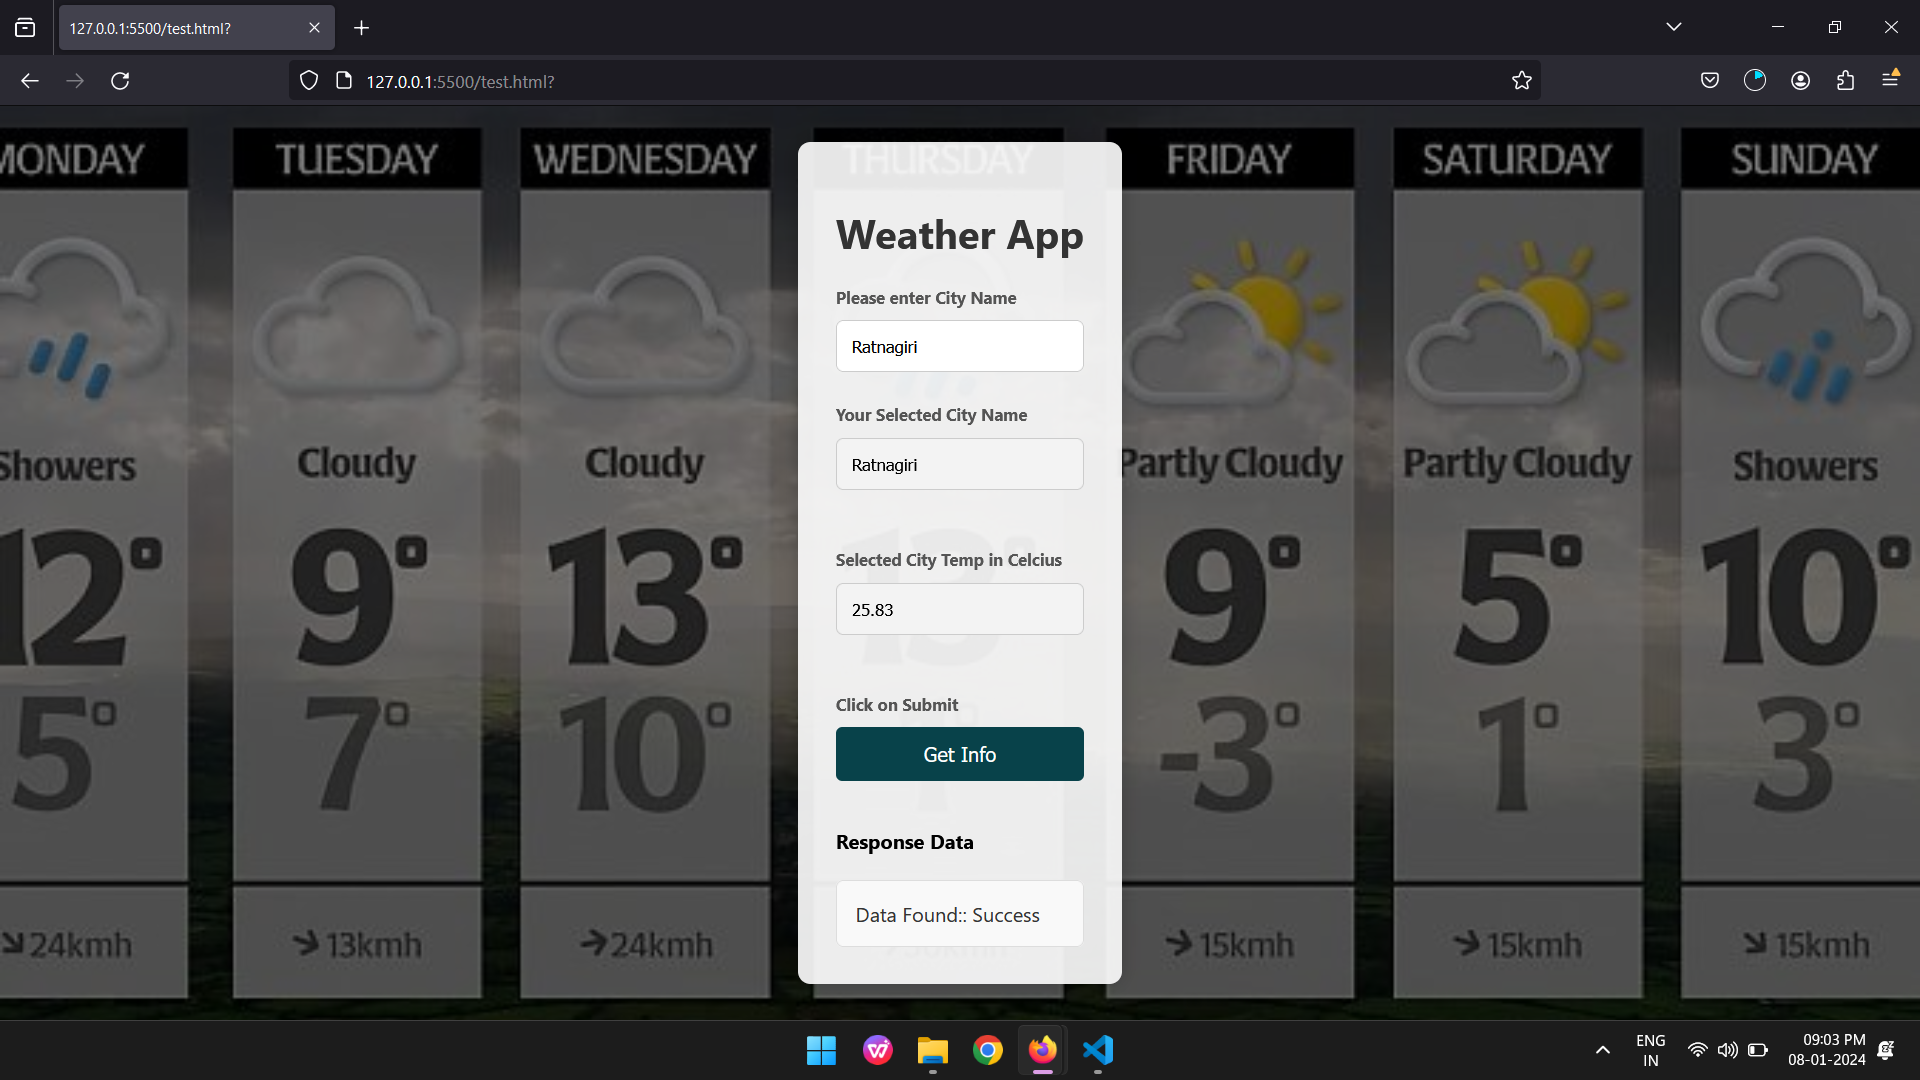 127.0.0.1:5500/test.html?
127.0.0.1:5500/test.html?
MONDAY
TUESDAY
WEDNESDAY
THURSDAY
FRIDAY
SATURDAY
SUNDAY
Weather App
Please enter City Name
Ratnagiri
Your Selected City Name
Ratnagiri
Showers
Cloudy
Cloudy
Partly Cloudy
Partly Cloudy
Showers
12°
9°
13°
13°
9°
5°
10°
Selected City Temp in Celcius
25.83
5°
7°
10°
-3°
1°
3°
Click on Submit
Get Info
Response Data
Data Found:: Success
24kmh
13kmh
24kmh
15kmh
15kmh
15kmh
ENG
IN
09:03 PM
08-01-2024